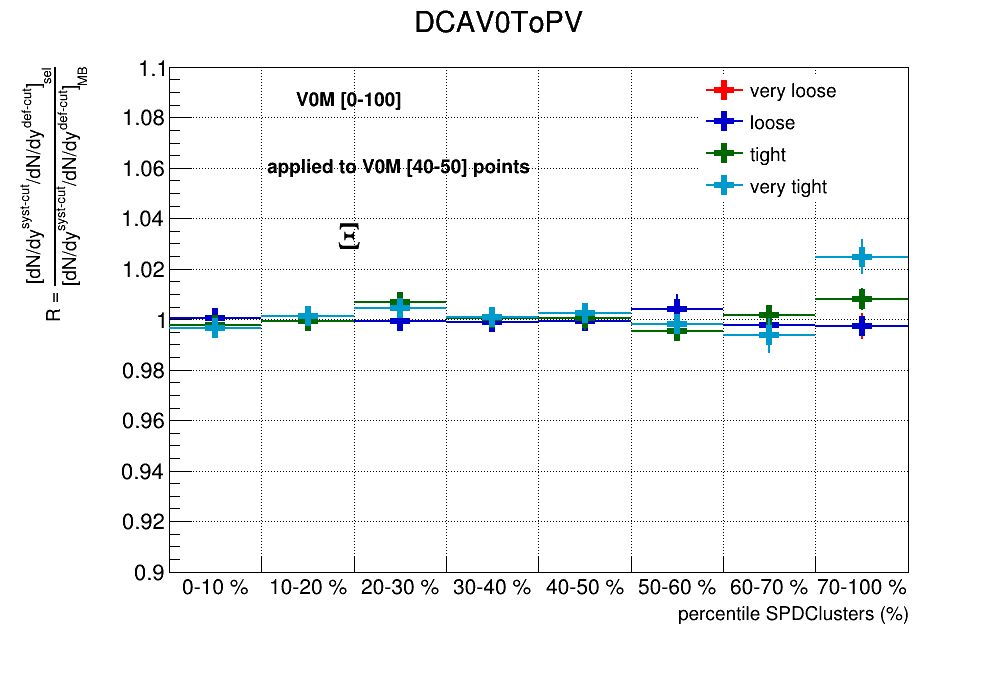 DCAV0ToPV
R = [dN/dy^syst-cut/dN/dy^def-cut]_sel / [dN/dy^syst-cut/dN/dy^def-cut]_MB
1.1
1.08
1.06
1.04
1.02
1
0.98
0.96
0.94
0.92
0.9
V0M [0-100]
applied to V0M [40-50] points
Ξ
very loose
loose
tight
very tight
0-10 % 10-20 % 20-30 % 30-40 % 40-50 % 50-60 % 60-70 % 70-100 %
percentile SPDClusters (%)